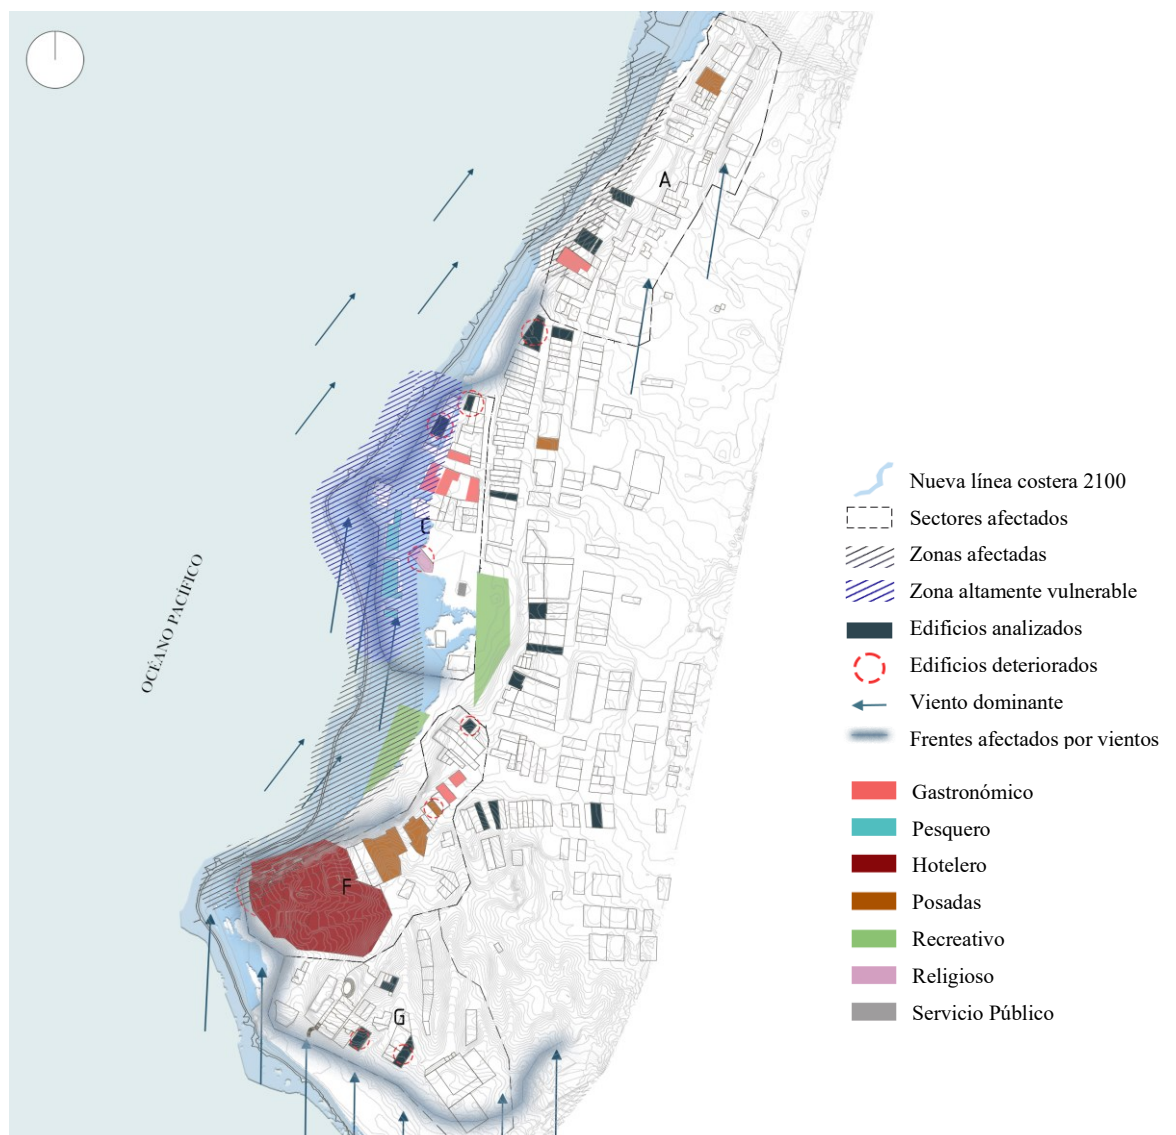 A
C
OCÉANO PACÍFICO
F
G
Nueva línea costera 2100
Sectores afectados
Zonas afectadas
Zona altamente vulnerable
Edificios analizados
Edificios deteriorados
Viento dominante
Frentes afectados por vientos
Gastronómico
Pesquero
Hotelero
Posadas
Recreativo
Religioso
Servicio Público